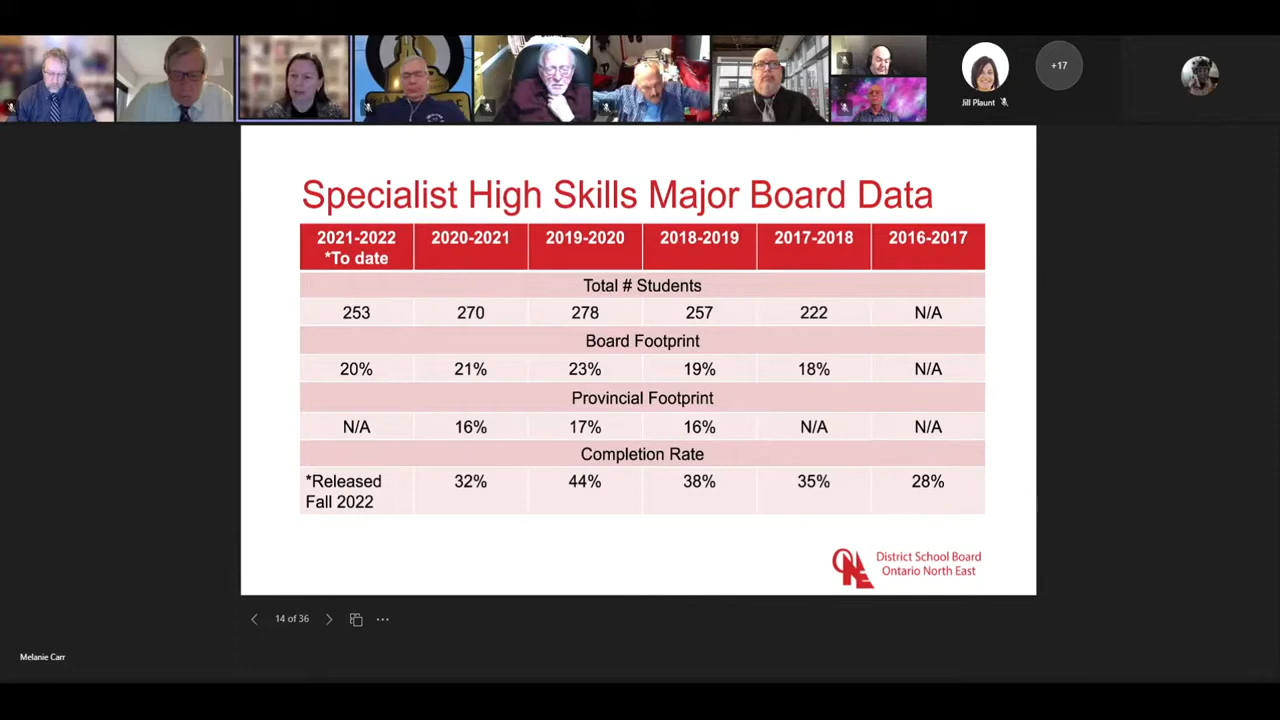 Jill Plaunt
+17
Specialist High Skills Major Board Data
2021-2022 2020-2021 2019-2020 2018-2019 2017-2018 2016-2017
*To date
Total # Students
253 270 278 257 222 N/A
Board Footprint
20% 21% 23% 19% 18% N/A
Provincial Footprint
N/A 16% 17% 16% N/A N/A
Completion Rate
*Released 32% 44% 38% 35% 28%
Fall 2022
ONE
District School Board
Ontario North East
14 of 36
Melanie Carr